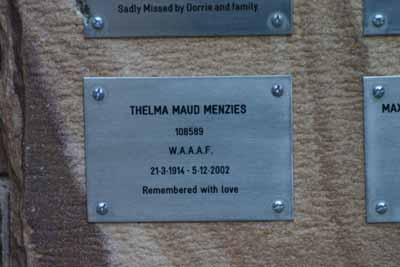 Sadly Missed by Dorrie and family
THELMA MAUD MENZIES
108589
W.A.A.A.F.
21-3-1914 - 5-12-2002
Remembered with love
MAX